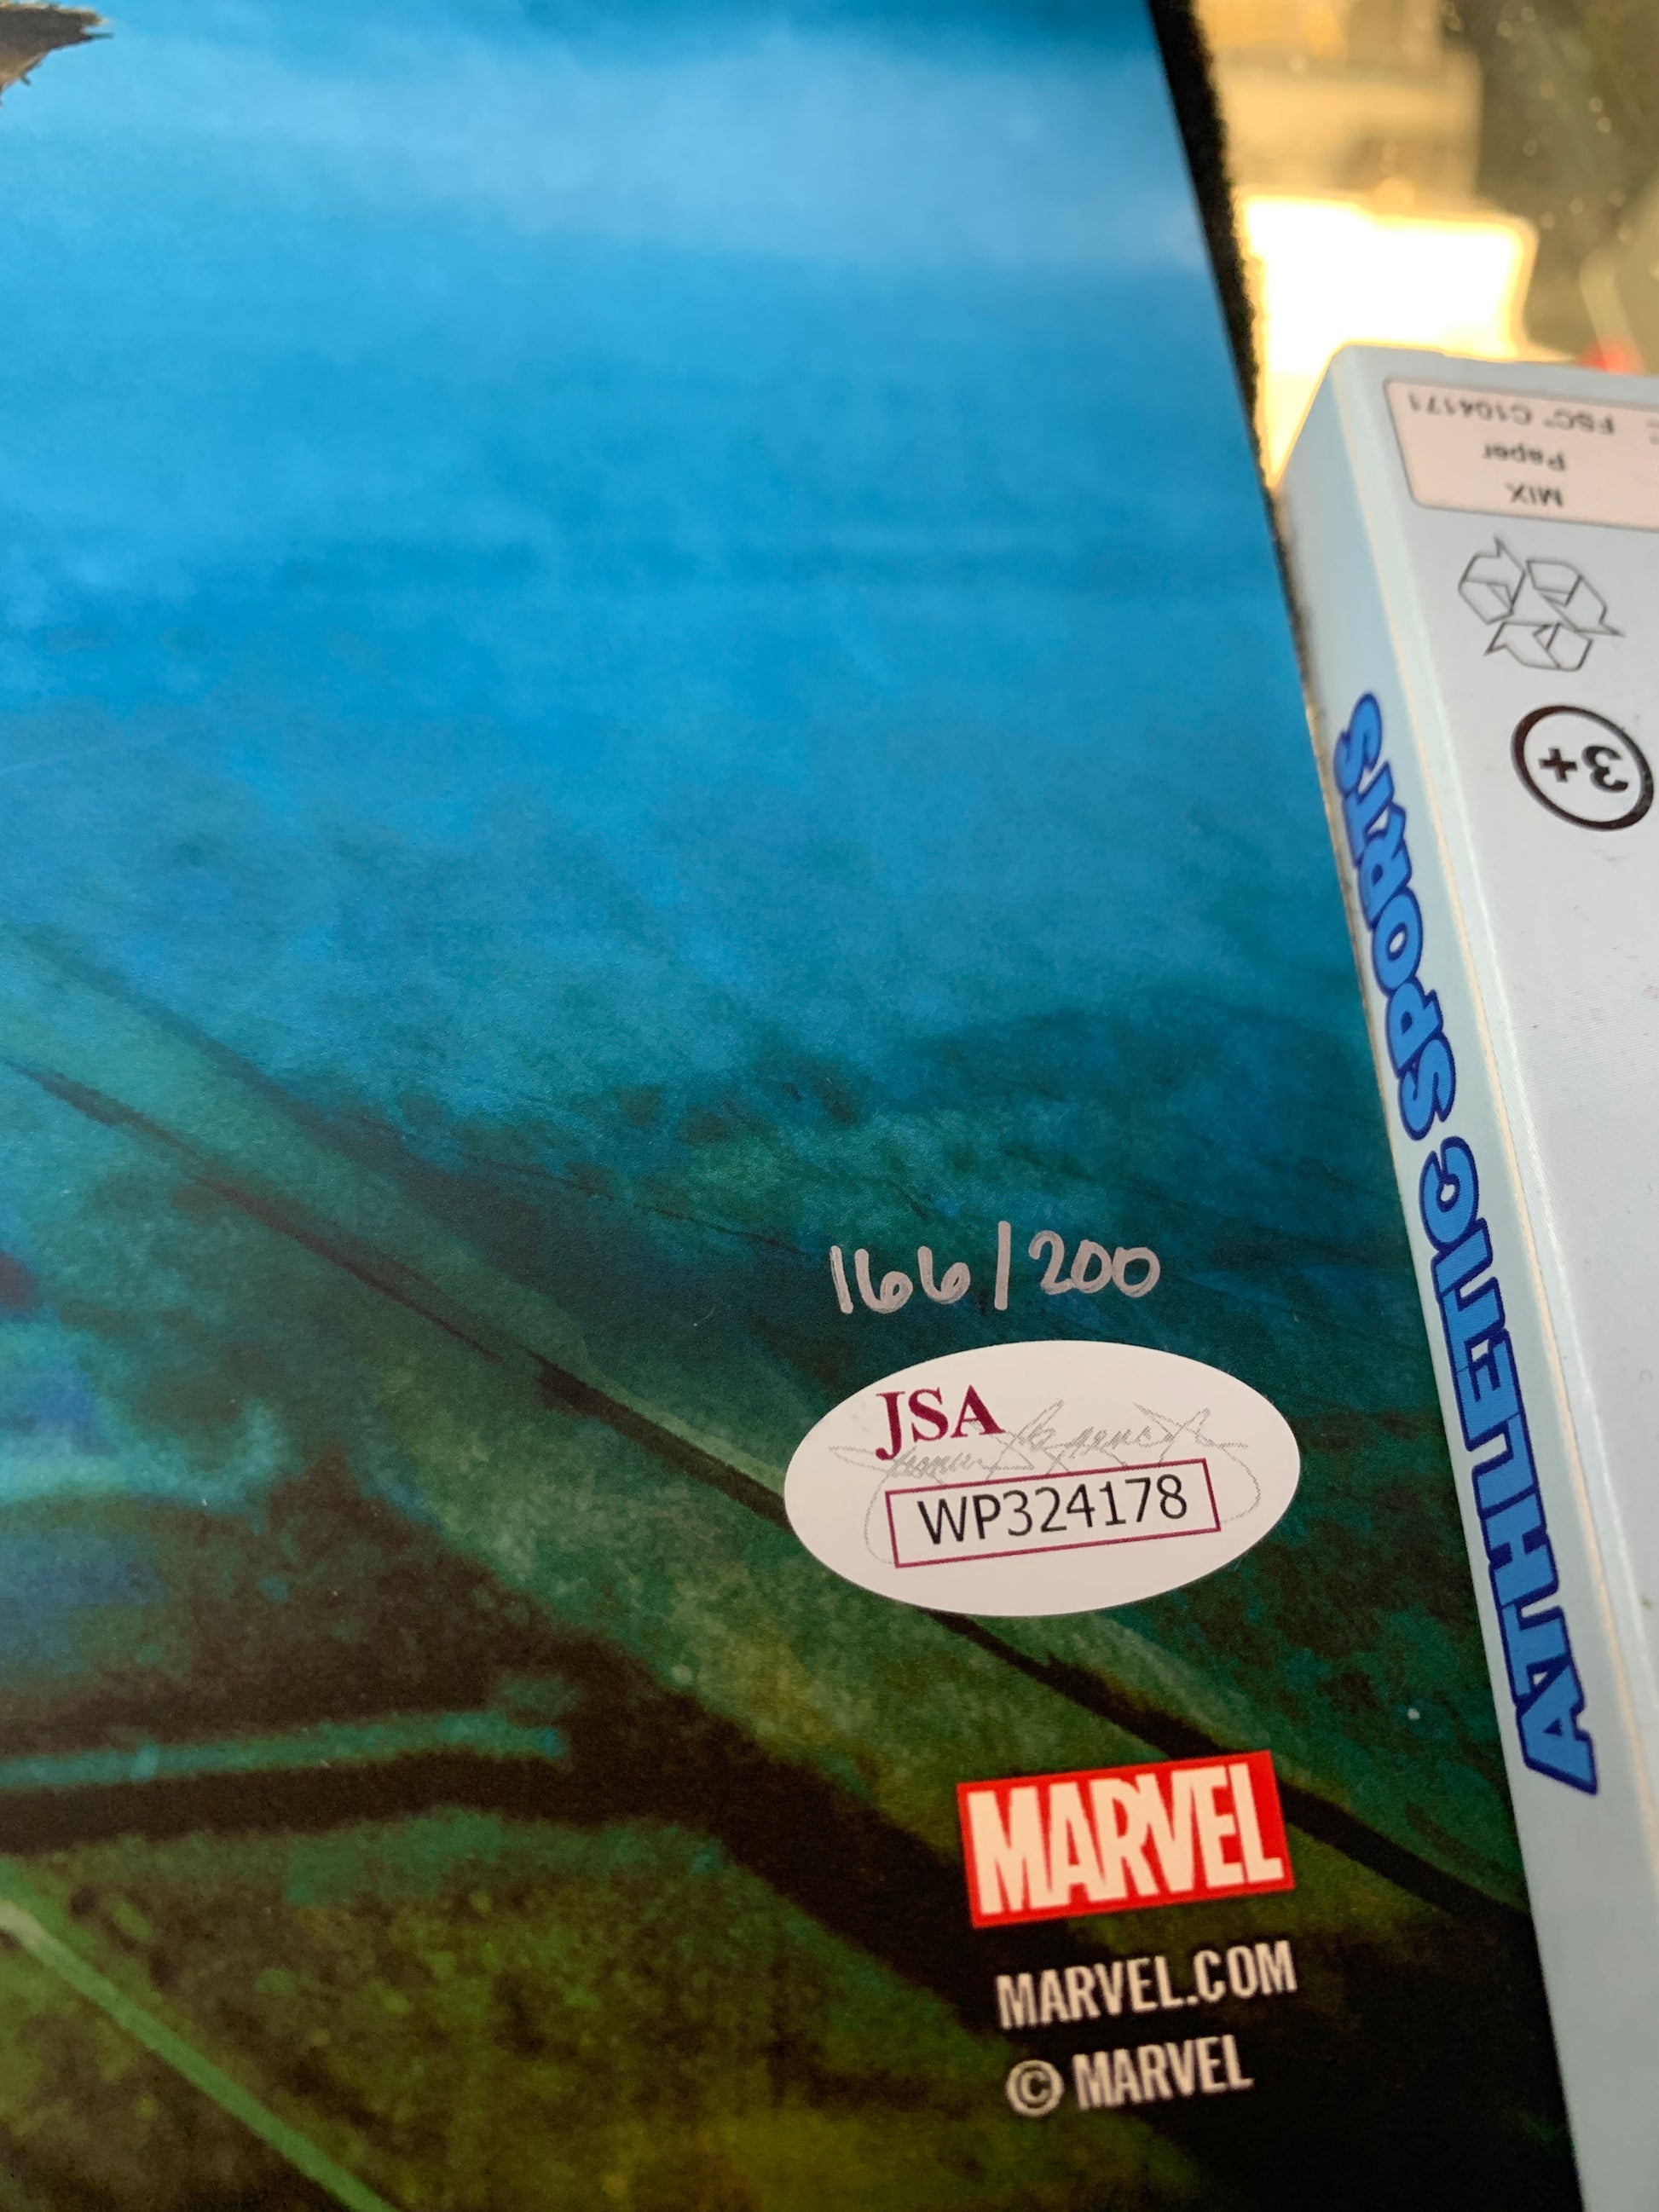 166/200
JSA
WP324178
MARVEL
MARVEL.COM
© MARVEL
ATHLETIC SPORTS
3+
MIX
Paper
FSC® C104171